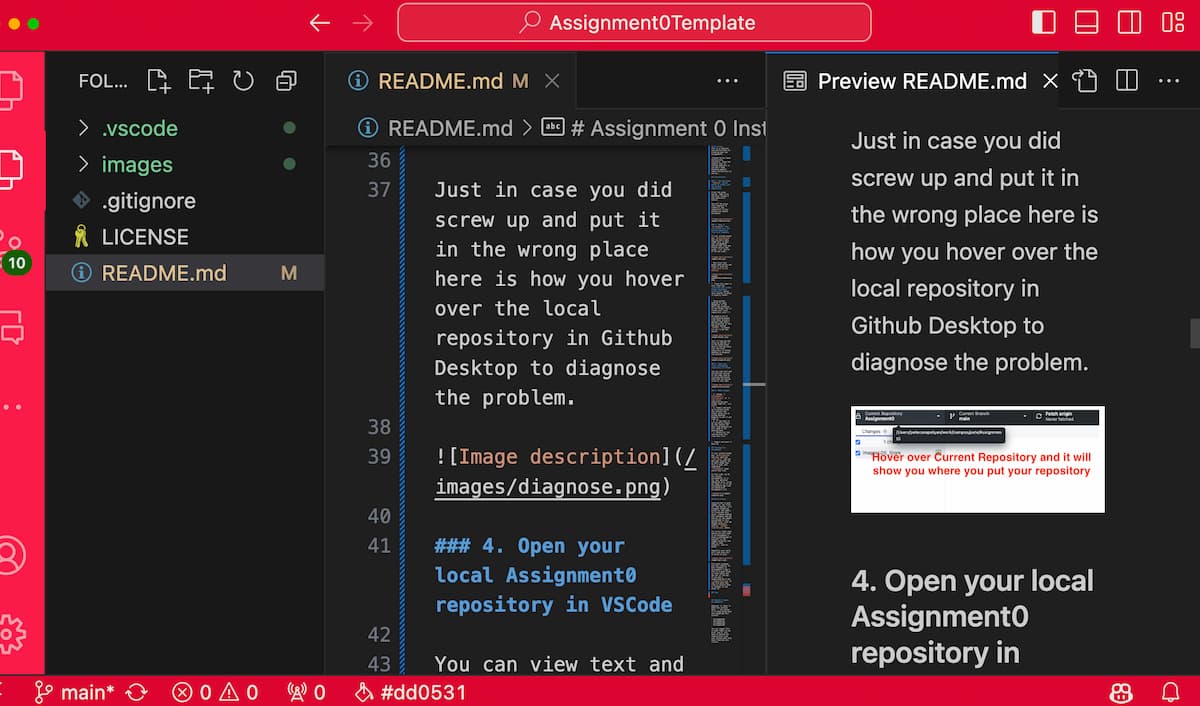 Assignment0Template
FOL...
README.md M
Preview README.md
.vscode
images
.gitignore
LICENSE
README.md M
10
README.md > # Assignment 0 Inst
36
37
Just in case you did
screw up and put it
in the wrong place
here is how you hover
over the local
repository in Github
Desktop to diagnose
the problem.
38
39
![Image description](/
images/diagnose.png)
40
41
### 4. Open your
local Assignment0
repository in VSCode
42
43
You can view text and
Just in case you did
screw up and put it in
the wrong place here is
how you hover over the
local repository in
Github Desktop to
diagnose the problem.
Current Repository
Assignment0
Current Branch
main
Fetch origin
Never fetched
Changes
Hover over Current Repository and it will
show you where you put your repository
4. Open your local
Assignment0
repository in
main* 0 0 0 #dd0531